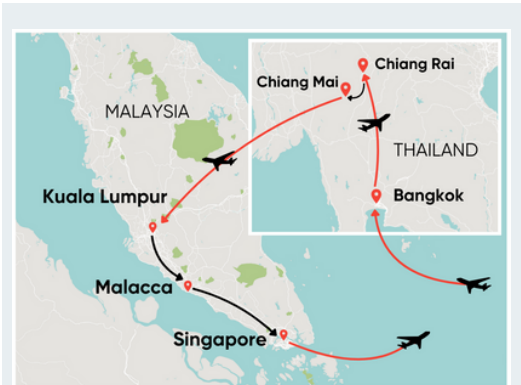 Chiang Rai
Chiang Mai
MALAYSIA
THAILAND
Kuala Lumpur
Bangkok
Malacca
Singapore